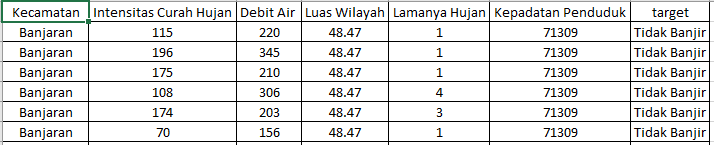 Kecamatan Intensitas Curah Hujan Debit Air Luas Wilayah Lamanya Hujan Kepadatan Penduduk target
Banjaran 115 220 48.47 1 71309 Tidak Banjir
Banjaran 196 345 48.47 1 71309 Tidak Banjir
Banjaran 175 210 48.47 1 71309 Tidak Banjir
Banjaran 108 306 48.47 4 71309 Tidak Banjir
Banjaran 174 203 48.47 3 71309 Tidak Banjir
Banjaran 70 156 48.47 1 71309 Tidak Banjir